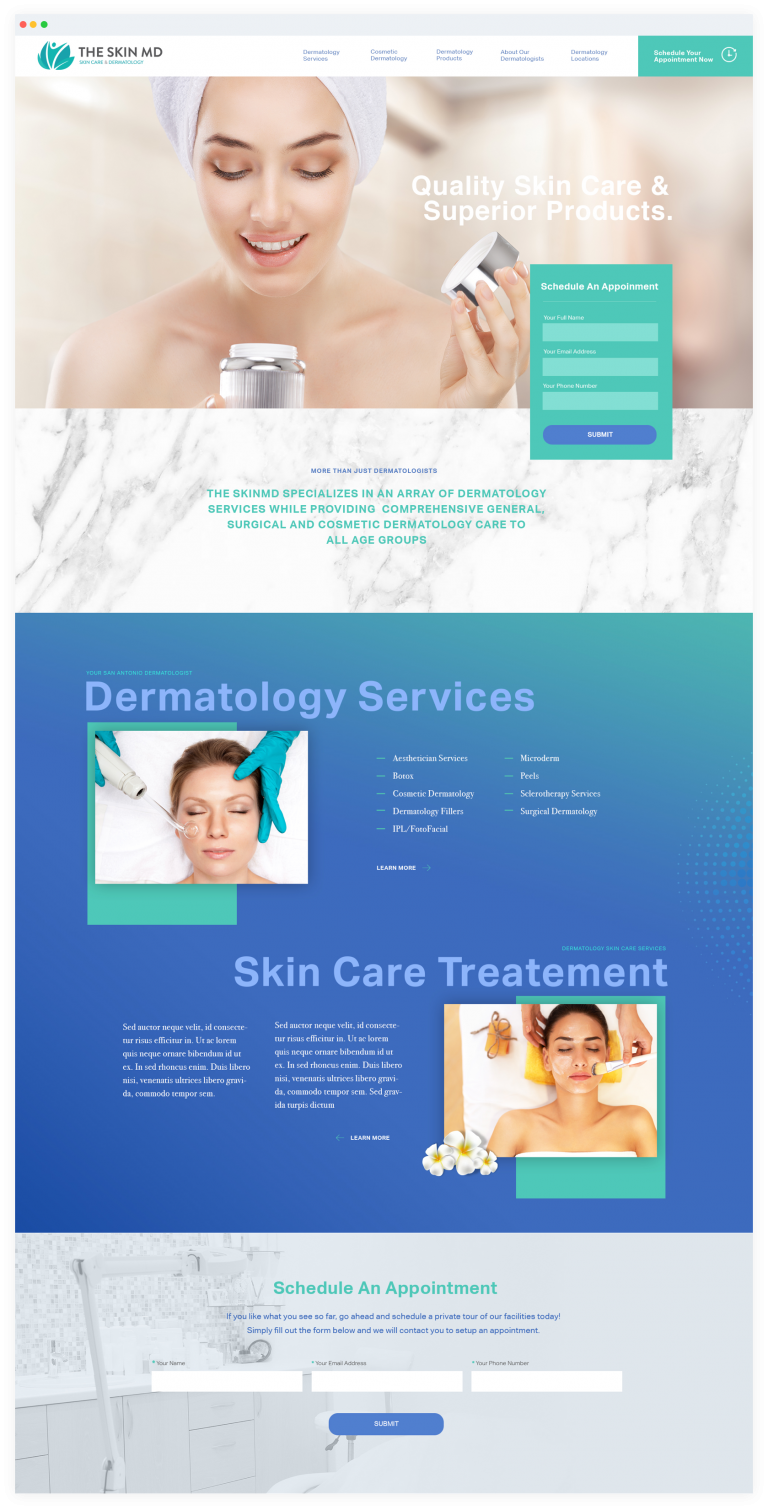 THE SKIN MD
SKIN CARE & DERMATOLOGY
Dermatology
Services
Cosmetic
Dermatology
Dermatology
Products
About Our
Dermatologists
Dermatology
Locations
Schedule Your
Appointment Now
Quality Skin Care &
Superior Products.
Schedule An Appoinment
Your Full Name
Your Email Address
Your Phone Number
SUBMIT
MORE THAN JUST DERMATOLOGISTS
THE SKINMD SPECIALIZES IN AN ARRAY OF DERMATOLOGY
SERVICES WHILE PROVIDING COMPREHENSIVE GENERAL,
SURGICAL AND COSMETIC DERMATOLOGY CARE TO
ALL AGE GROUPS
YOUR SAN ANTONIO DERMATOLOGIST
Dermatology Services
Aesthetician Services
Botox
Cosmetic Dermatology
Dermatology Fillers
IPL/FotoFacial
Microderm
Peels
Sclerotherapy Services
Surgical Dermatology
LEARN MORE
DERMATOLOGY SKIN CARE SERVICES
Skin Care Treatement
Sed auctor neque velit, id consecte-
tur risus efficitur in. Ut ac lorem
quis neque ornare bibendum id ut
ex. In sed rhoncus enim. Duis libero
nisi, venenatis ultrices libero gravi-
da, commodo tempor sem.
Sed auctor neque velit, id consecte-
tur risus efficitur in. Ut ac lorem
quis neque ornare bibendum id ut
ex. In sed rhoncus enim. Duis libero
nisi, venenatis ultrices libero gravi-
da, commodo tempor sem. Sed grav-
ida turpis dictum
LEARN MORE
Schedule An Appointment
If you like what you see so far, go ahead and schedule a private tour of our facilities today!
Simply fill out the form below and we will contact you to setup an appointment.
* Your Name
* Your Email Address
* Your Phone Number
SUBMIT